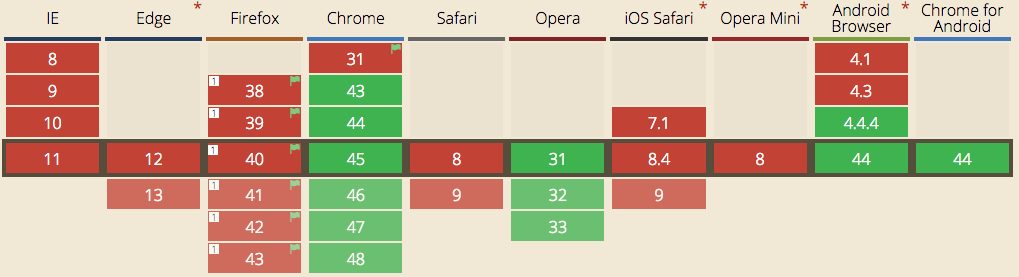 IE Edge * Firefox Chrome Safari Opera iOS Safari * Opera Mini * Android Browser * Chrome for Android
8 31 4.1
9 1 38 43 4.3
10 1 39 44 7.1 4.4.4
11 12 1 40 45 8 31 8.4 8 44 44
13 1 41 46 9 32 9
1 42 47 33
1 43 48